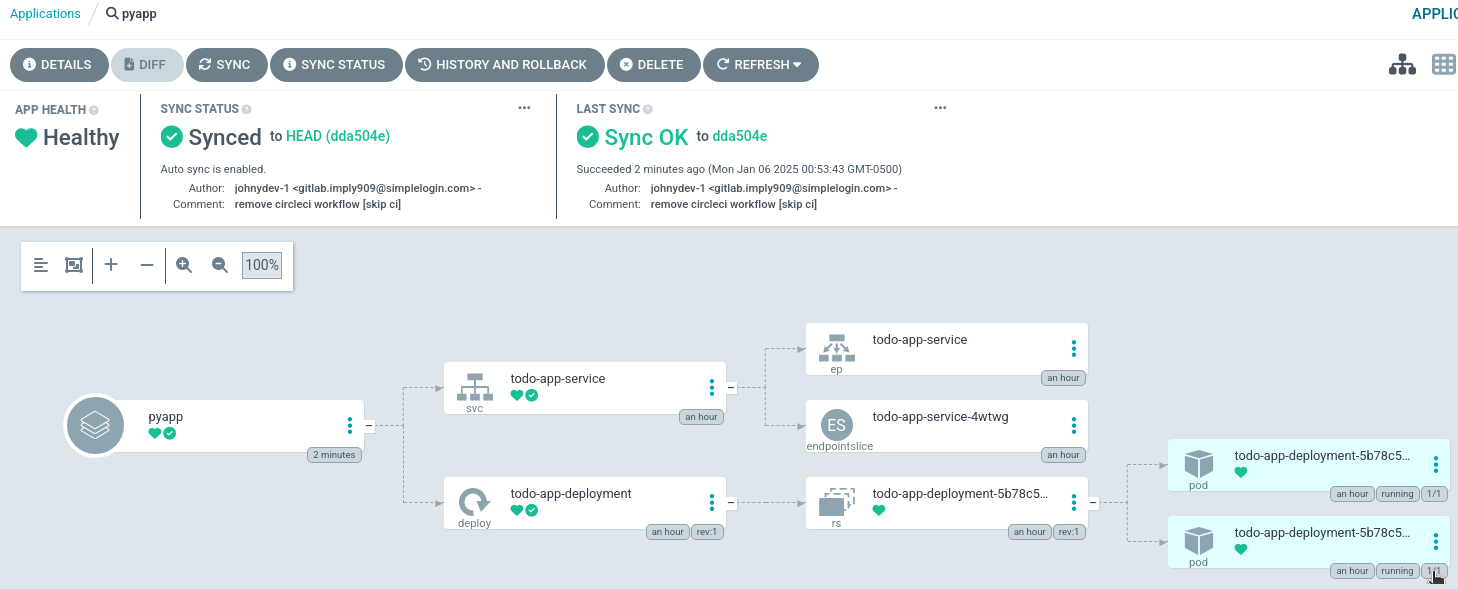 Applications / pyapp
APPLIC
DETAILS DIFF SYNC SYNC STATUS HISTORY AND ROLLBACK DELETE REFRESH
APP HEALTH
Healthy
SYNC STATUS
Synced to HEAD (dda504e)
Auto sync is enabled.
Author: johnydev-1 <gitlab.imply909@simplelogin.com> -
Comment: remove circleci workflow [skip ci]
LAST SYNC
Sync OK to dda504e
Succeeded 2 minutes ago (Mon Jan 06 2025 00:53:43 GMT-0500)
Author: johnydev-1 <gitlab.imply909@simplelogin.com> -
Comment: remove circleci workflow [skip ci]
100%
pyapp
2 minutes
todo-app-service
svc
an hour
todo-app-deployment
deploy
an hour rev:1
todo-app-service
ep
an hour
ES
todo-app-service-4wtwg
endpointslice
an hour
todo-app-deployment-5b78c5...
rs
an hour rev:1
todo-app-deployment-5b78c5...
pod
an hour running 1/1
todo-app-deployment-5b78c5...
pod
an hour running 1/1